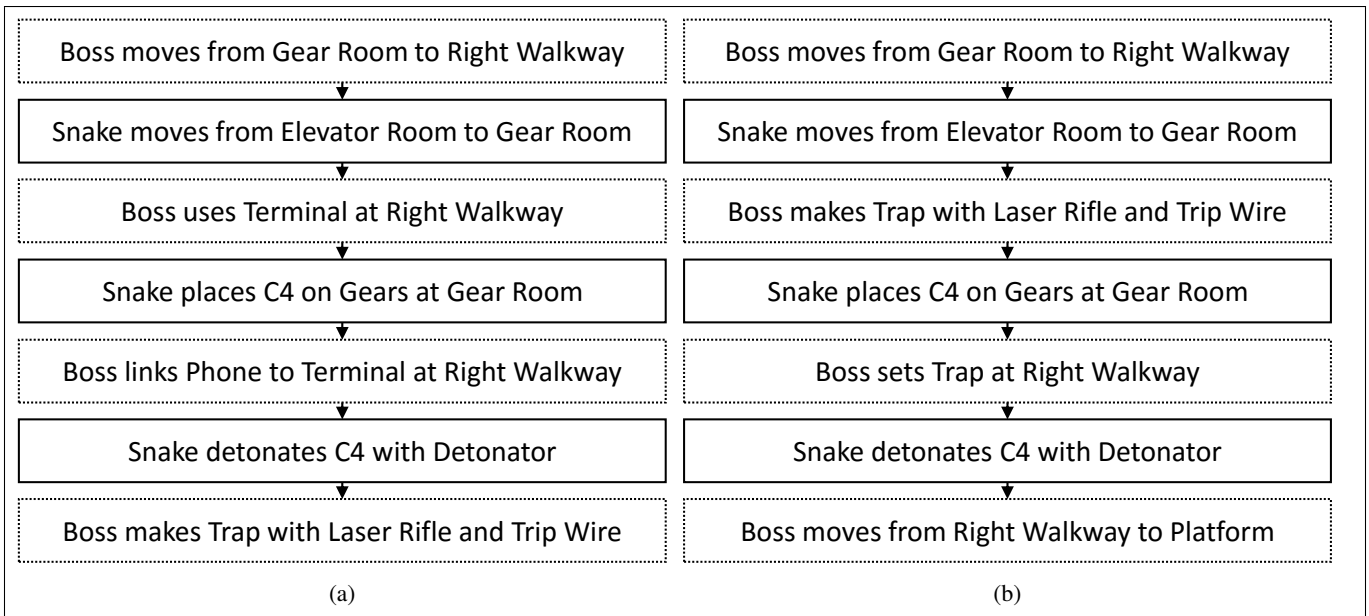 Boss moves from Gear Room to Right Walkway
Snake moves from Elevator Room to Gear Room
Boss uses Terminal at Right Walkway
Snake places C4 on Gears at Gear Room
Boss links Phone to Terminal at Right Walkway
Snake detonates C4 with Detonator
Boss makes Trap with Laser Rifle and Trip Wire
(a)
Boss moves from Gear Room to Right Walkway
Snake moves from Elevator Room to Gear Room
Boss makes Trap with Laser Rifle and Trip Wire
Snake places C4 on Gears at Gear Room
Boss sets Trap at Right Walkway
Snake detonates C4 with Detonator
Boss moves from Right Walkway to Platform
(b)